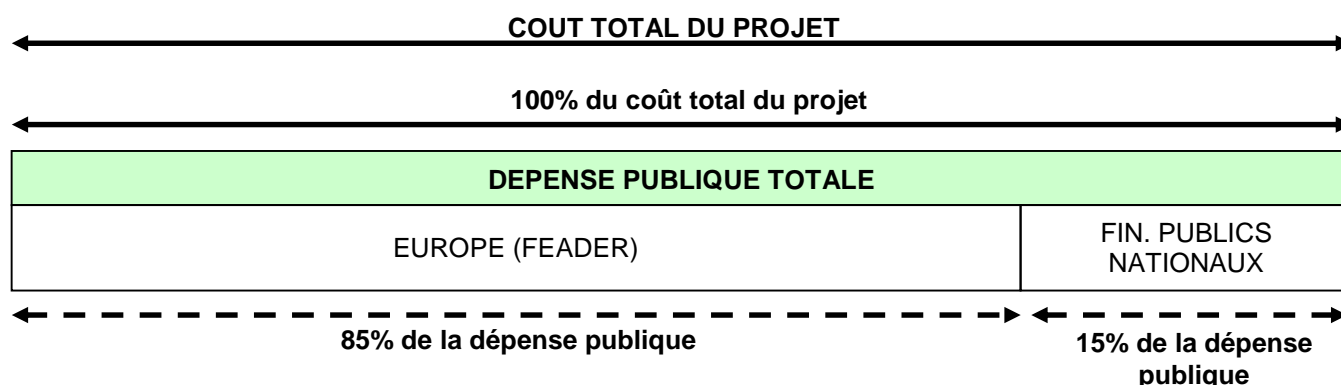 COUT TOTAL DU PROJET
100% du coût total du projet
DEPENSE PUBLIQUE TOTALE
EUROPE (FEADER)
FIN. PUBLICS
NATIONAUX
85% de la dépense publique
15% de la dépense
publique